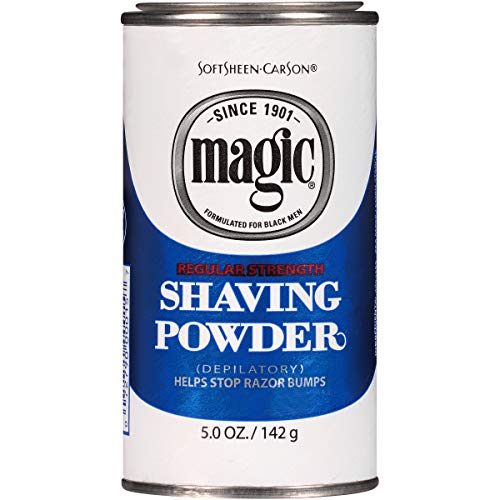 SOFTSHEEN·CARSON®
SINCE 1901
magic®
FORMULATED FOR BLACK MEN
REGULAR STRENGTH
SHAVING
POWDER
(DEPILATORY)
HELPS STOP RAZOR BUMPS
5.0 OZ./142 g